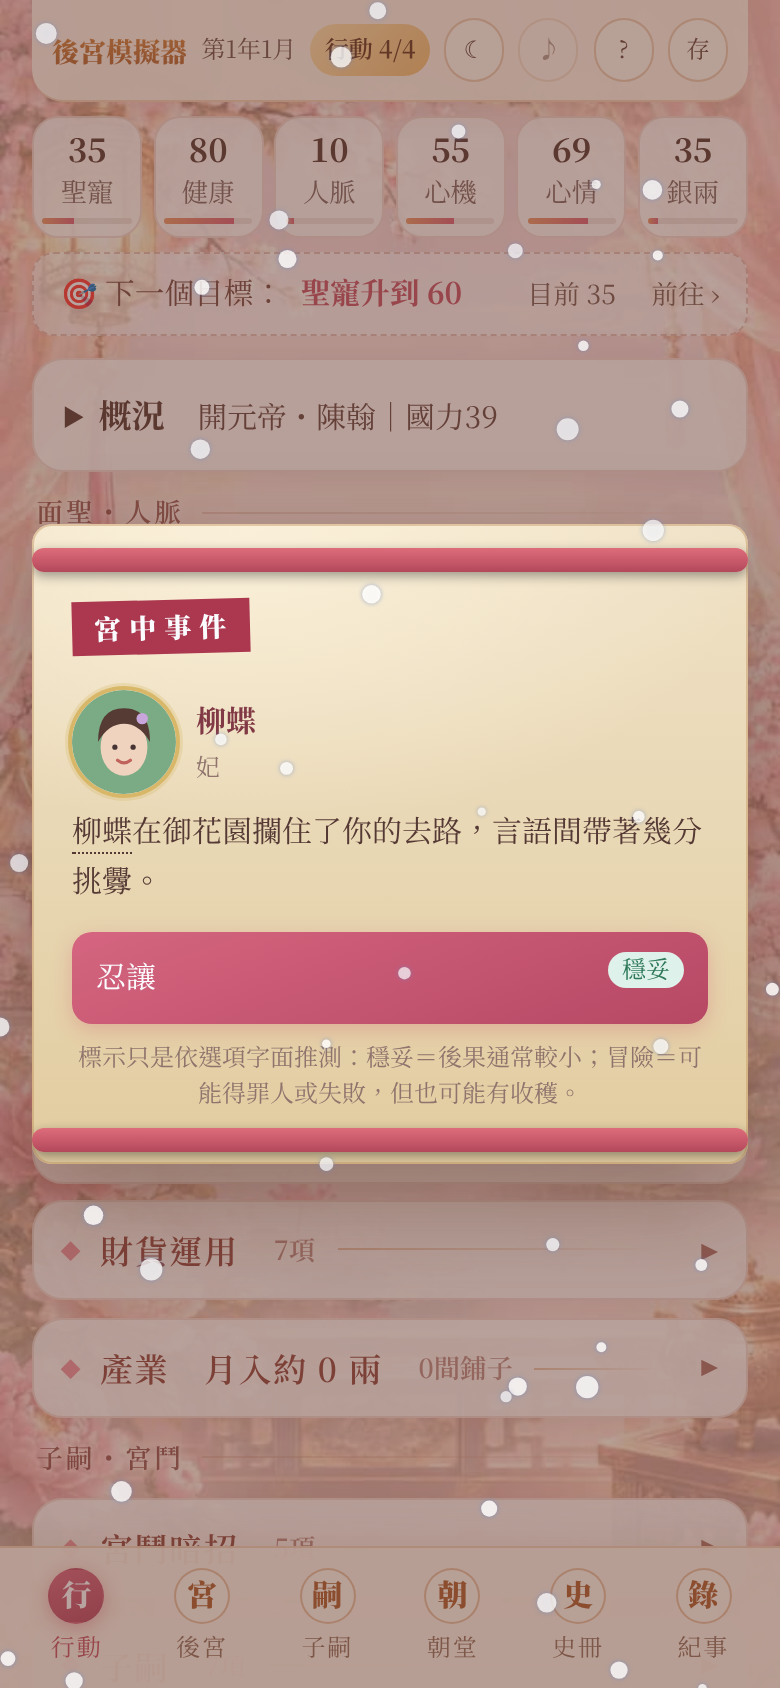 後宮模擬器 第1年1月 行動 4/4 ☾ ♪ ? 存
35 80 10 55 69 35
聖寵 健康 人脈 心機 心情 銀兩
🎯 下一個目標： 聖寵升到 60 目前 35 前往 ›
▶ 概況 開元帝・陳翰｜國力39
面聖・人脈
宮中事件
柳蝶
妃
柳蝶在御花園攔住了你的去路，言語間帶著幾分
挑釁。
忍讓 穩妥
標示只是依選項字面推測：穩妥＝後果通常較小；冒險＝可
能得罪人或失敗，但也可能有收穫。
◆ 財貨運用 7項 ▶
◆ 產業 月入約 0 兩 0間鋪子 ▶
子嗣・宮鬥
◆ 宮鬥暗招 5項 ▶
行 宮 嗣 朝 史 錄
行動 後宮 子嗣 朝堂 史冊 紀事